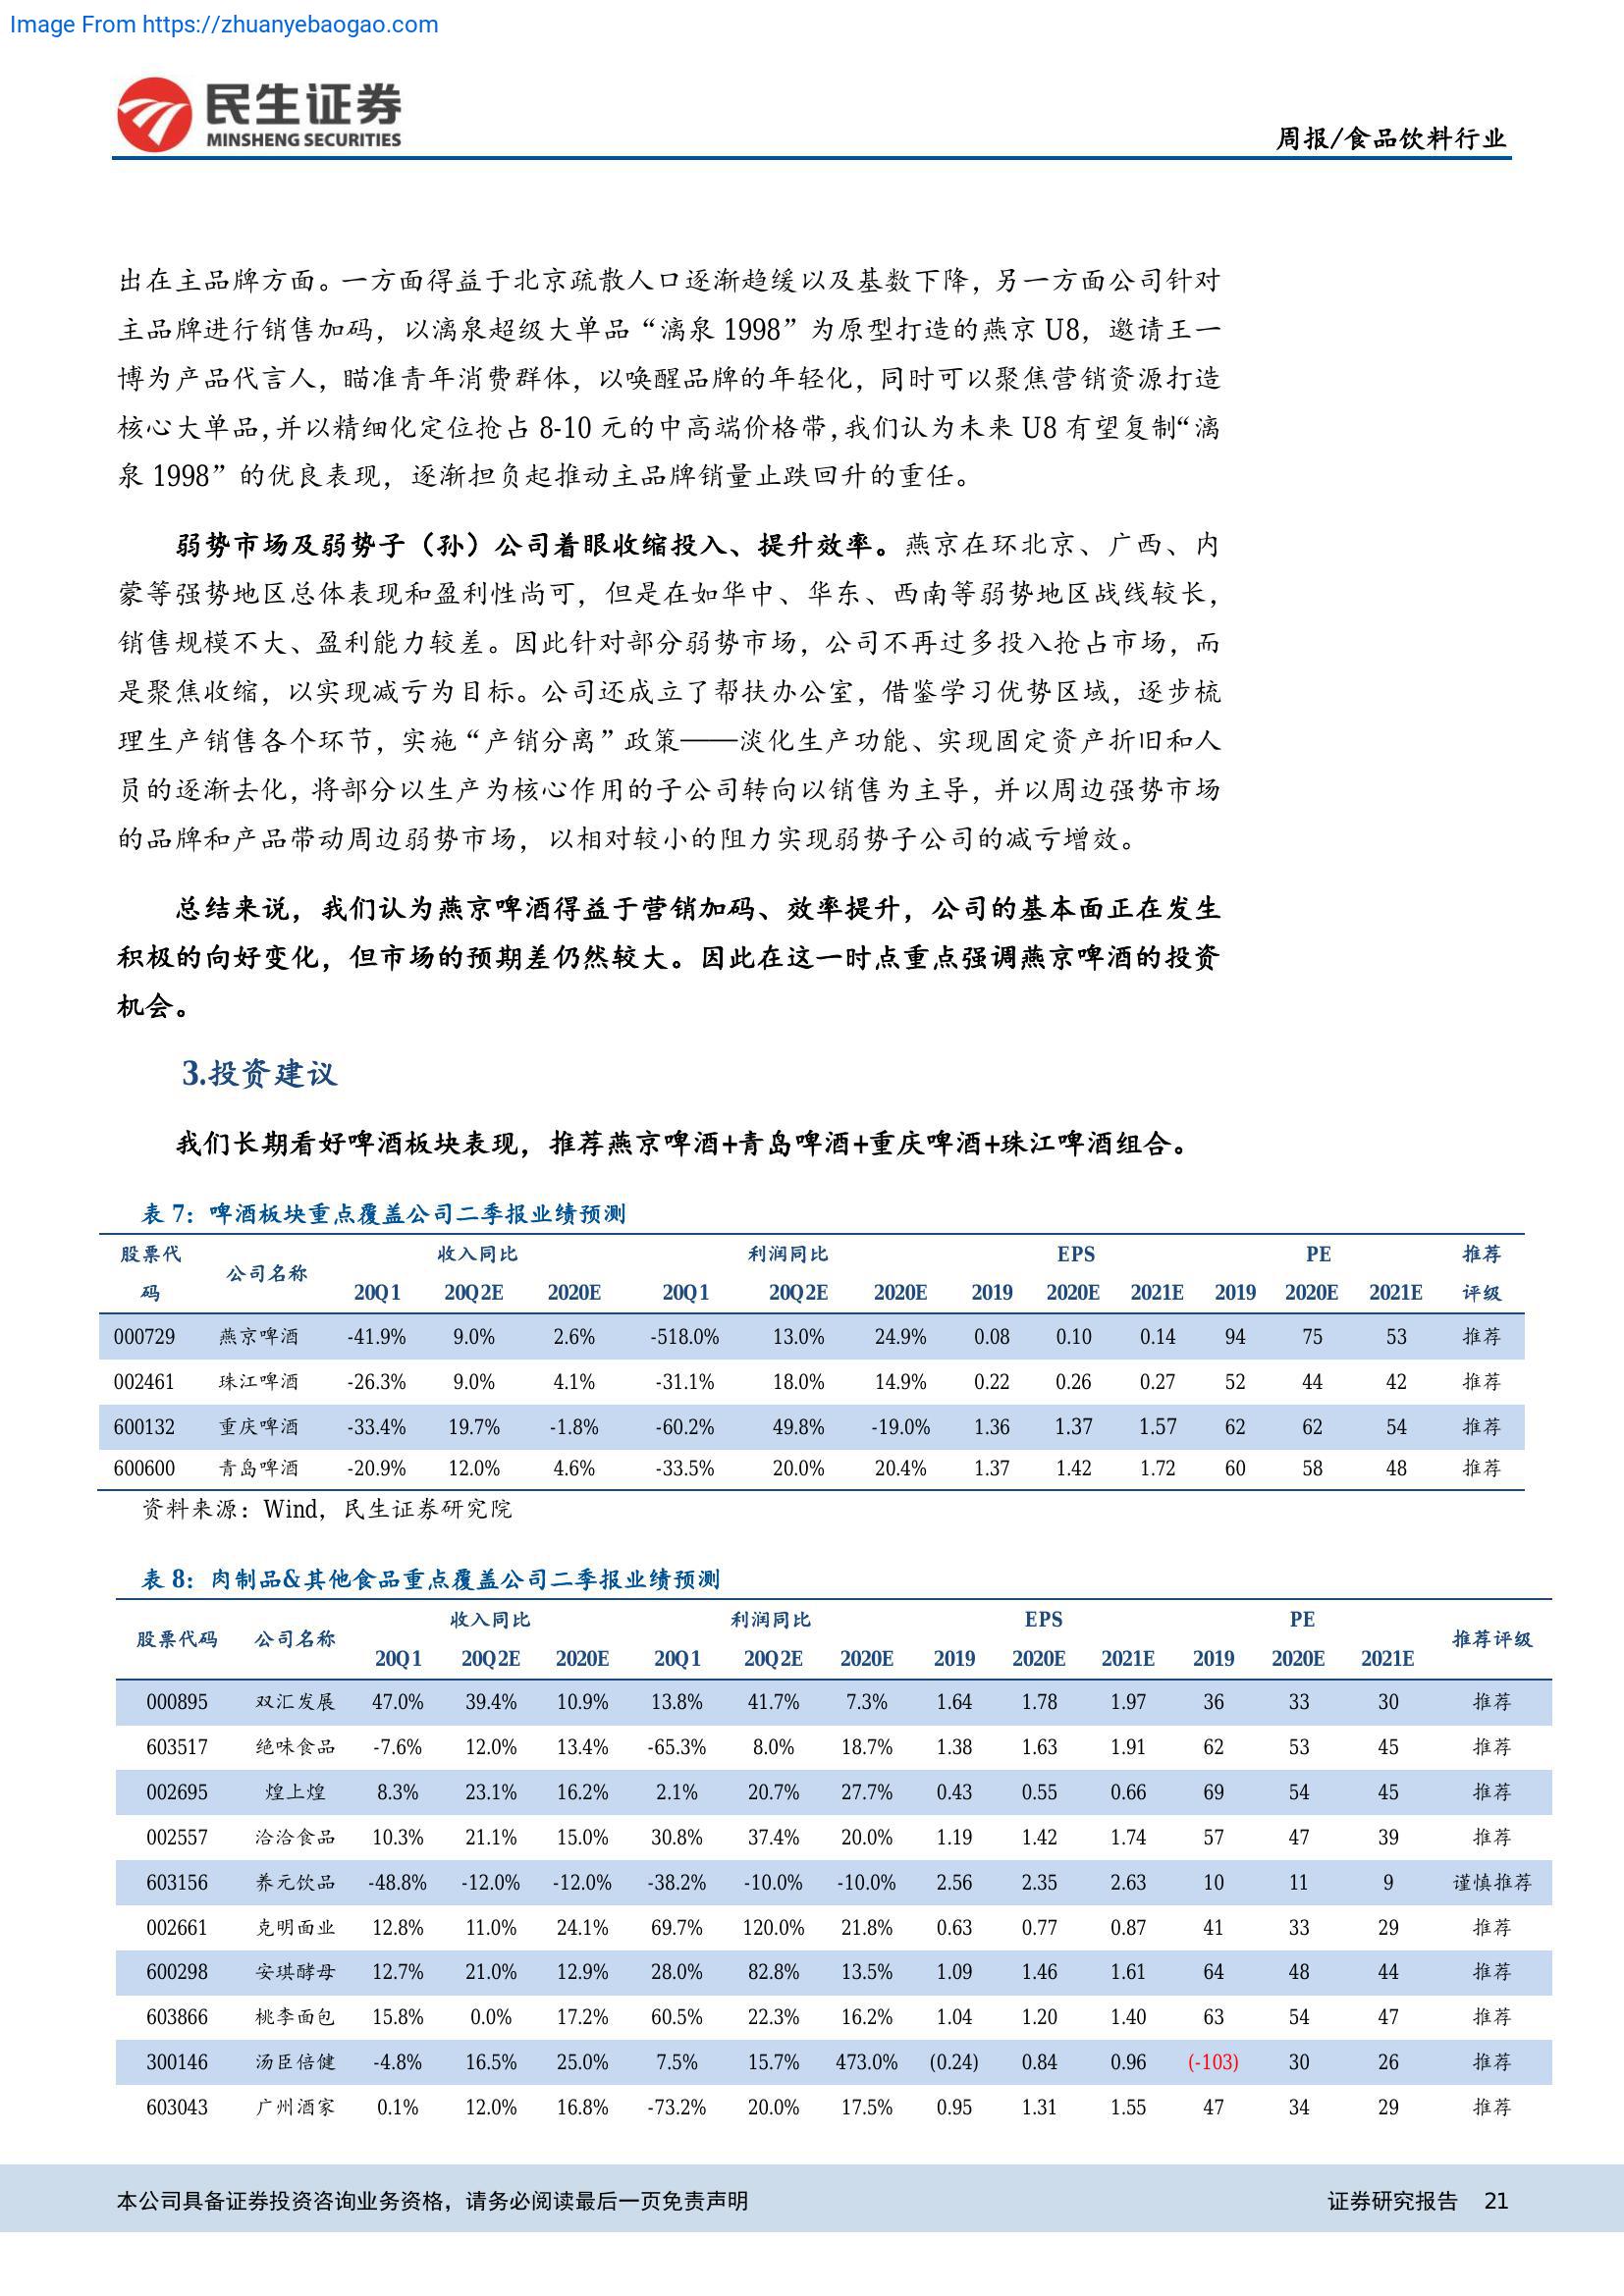 Image From https://zhuanyebaogao.com
民生证券
MINSHENG SECURITIES
周报/食品饮料行业
出在主品牌方面。一方面得益于北京疏散人口逐渐趋缓以及基数下降，另一方面公司针对
主品牌进行销售加码，以漓泉超级大单品“漓泉 1998”为原型打造的燕京 U8，邀请王一
博为产品代言人，瞄准青年消费群体，以唤醒品牌的年轻化，同时可以聚焦营销资源打造
核心大单品，并以精细化定位抢占 8-10 元的中高端价格带，我们认为未来 U8 有望复制“漓
泉 1998”的优良表现，逐渐担负起推动主品牌销量止跌回升的重任。
弱势市场及弱势子（孙）公司着眼收缩投入、提升效率。燕京在环北京、广西、内
蒙等强势地区总体表现和盈利性尚可，但是在如华中、华东、西南等弱势地区战线较长，
销售规模不大、盈利能力较差。因此针对部分弱势市场，公司不再过多投入抢占市场，而
是聚焦收缩，以实现减亏为目标。公司还成立了帮扶办公室，借鉴学习优势区域，逐步梳
理生产销售各个环节，实施“产销分离”政策——淡化生产功能、实现固定资产折旧和人
员的逐渐去化，将部分以生产为核心作用的子公司转向以销售为主导，并以周边强势市场
的品牌和产品带动周边弱势市场，以相对较小的阻力实现弱势子公司的减亏增效。
总结来说，我们认为燕京啤酒得益于营销加码、效率提升，公司的基本面正在发生
积极的向好变化，但市场的预期差仍然较大。因此在这一时点重点强调燕京啤酒的投资
机会。
3.投资建议
我们长期看好啤酒板块表现，推荐燕京啤酒+青岛啤酒+重庆啤酒+珠江啤酒组合。
表 7：啤酒板块重点覆盖公司二季报业绩预测
股票代码 公司名称 收入同比 利润同比 EPS PE 推荐评级
20Q1 20Q2E 2020E 20Q1 20Q2E 2020E 2019 2020E 2021E 2019 2020E 2021E
000729 燕京啤酒 -41.9% 9.0% 2.6% -518.0% 13.0% 24.9% 0.08 0.10 0.14 94 75 53 推荐
002461 珠江啤酒 -26.3% 9.0% 4.1% -31.1% 18.0% 14.9% 0.22 0.26 0.27 52 44 42 推荐
600132 重庆啤酒 -33.4% 19.7% -1.8% -60.2% 49.8% -19.0% 1.36 1.37 1.57 62 62 54 推荐
600600 青岛啤酒 -20.9% 12.0% 4.6% -33.5% 20.0% 20.4% 1.37 1.42 1.72 60 58 48 推荐
资料来源：Wind，民生证券研究院
表 8：肉制品&其他食品重点覆盖公司二季报业绩预测
股票代码 公司名称 收入同比 利润同比 EPS PE 推荐评级
20Q1 20Q2E 2020E 20Q1 20Q2E 2020E 2019 2020E 2021E 2019 2020E 2021E
000895 双汇发展 47.0% 39.4% 10.9% 13.8% 41.7% 7.3% 1.64 1.78 1.97 36 33 30 推荐
603517 绝味食品 -7.6% 12.0% 13.4% -65.3% 8.0% 18.7% 1.38 1.63 1.91 62 53 45 推荐
002695 煌上煌 8.3% 23.1% 16.2% 2.1% 20.7% 27.7% 0.43 0.55 0.66 69 54 45 推荐
002557 洽洽食品 10.3% 21.1% 15.0% 30.8% 37.4% 20.0% 1.19 1.42 1.74 57 47 39 推荐
603156 养元饮品 -48.8% -12.0% -12.0% -38.2% -10.0% -10.0% 2.56 2.35 2.63 10 11 9 谨慎推荐
002661 克明面业 12.8% 11.0% 24.1% 69.7% 120.0% 21.8% 0.63 0.77 0.87 41 33 29 推荐
600298 安琪酵母 12.7% 21.0% 12.9% 28.0% 82.8% 13.5% 1.09 1.46 1.61 64 48 44 推荐
603866 桃李面包 15.8% 0.0% 17.2% 60.5% 22.3% 16.2% 1.04 1.20 1.40 63 54 47 推荐
300146 汤臣倍健 -4.8% 16.5% 25.0% 7.5% 15.7% 473.0% (0.24) 0.84 0.96 (-103) 30 26 推荐
603043 广州酒家 0.1% 12.0% 16.8% -73.2% 20.0% 17.5% 0.95 1.31 1.55 47 34 29 推荐
本公司具备证券投资咨询业务资格，请务必阅读最后一页免责声明
证券研究报告 21